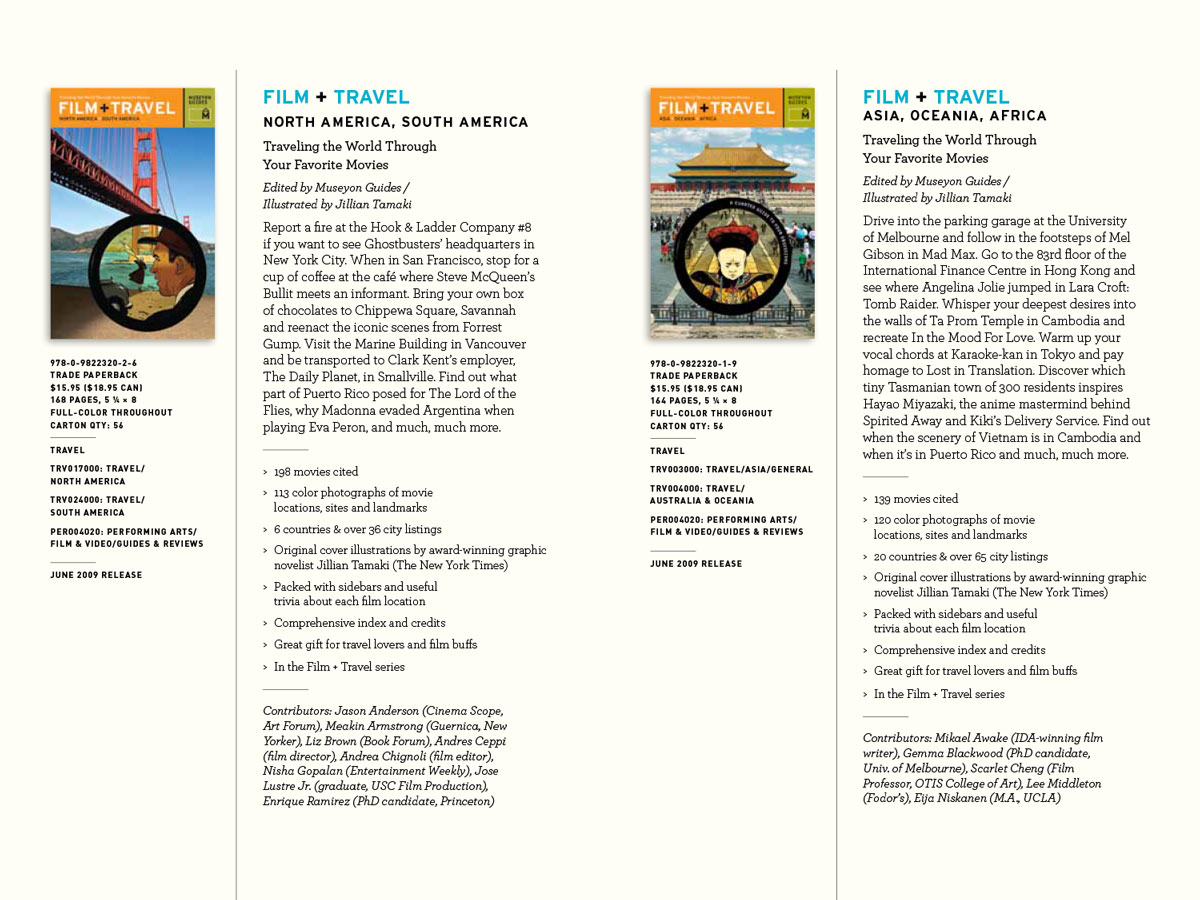 Traveling the World Through Your Favorite Movies
FILM+TRAVEL
NORTH AMERICA SOUTH AMERICA
MUSEYON
GUIDES
M
978-0-9822320-2-6
TRADE PAPERBACK
$15.95 ($18.95 CAN)
168 PAGES, 5 ¼ × 8
FULL-COLOR THROUGHOUT
CARTON QTY: 56
TRAVEL
TRV017000: TRAVEL/
NORTH AMERICA
TRV024000: TRAVEL/
SOUTH AMERICA
PER004020: PERFORMING ARTS/
FILM & VIDEO/GUIDES & REVIEWS
JUNE 2009 RELEASE
FILM + TRAVEL
NORTH AMERICA, SOUTH AMERICA
Traveling the World Through
Your Favorite Movies
Edited by Museyon Guides /
Illustrated by Jillian Tamaki
Report a fire at the Hook & Ladder Company #8
if you want to see Ghostbusters’ headquarters in
New York City. When in San Francisco, stop for a
cup of coffee at the café where Steve McQueen’s
Bullit meets an informant. Bring your own box
of chocolates to Chippewa Square, Savannah
and reenact the iconic scenes from Forrest
Gump. Visit the Marine Building in Vancouver
and be transported to Clark Kent’s employer,
The Daily Planet, in Smallville. Find out what
part of Puerto Rico posed for The Lord of the
Flies, why Madonna evaded Argentina when
playing Eva Peron, and much, much more.
> 198 movies cited
> 113 color photographs of movie
locations, sites and landmarks
> 6 countries & over 36 city listings
> Original cover illustrations by award-winning graphic
novelist Jillian Tamaki (The New York Times)
> Packed with sidebars and useful
trivia about each film location
> Comprehensive index and credits
> Great gift for travel lovers and film buffs
> In the Film + Travel series
Contributors: Jason Anderson (Cinema Scope,
Art Forum), Meakin Armstrong (Guernica, New
Yorker), Liz Brown (Book Forum), Andres Ceppi
(film director), Andrea Chignoli (film editor),
Nisha Gopalan (Entertainment Weekly), Jose
Lustre Jr. (graduate, USC Film Production),
Enrique Ramirez (PhD candidate, Princeton)
Traveling the World Through Your Favorite Movies
FILM+TRAVEL
ASIA OCEANIA AFRICA
MUSEYON
GUIDES
M
A CURATED GUIDE TO YOUR OBSESSIONS
978-0-9822320-1-9
TRADE PAPERBACK
$15.95 ($18.95 CAN)
164 PAGES, 5 ¼ × 8
FULL-COLOR THROUGHOUT
CARTON QTY: 56
TRAVEL
TRV003000: TRAVEL/ASIA/GENERAL
TRV004000: TRAVEL/
AUSTRALIA & OCEANIA
PER004020: PERFORMING ARTS/
FILM & VIDEO/GUIDES & REVIEWS
JUNE 2009 RELEASE
FILM + TRAVEL
ASIA, OCEANIA, AFRICA
Traveling the World Through
Your Favorite Movies
Edited by Museyon Guides /
Illustrated by Jillian Tamaki
Drive into the parking garage at the University
of Melbourne and follow in the footsteps of Mel
Gibson in Mad Max. Go to the 83rd floor of the
International Finance Centre in Hong Kong and
see where Angelina Jolie jumped in Lara Croft:
Tomb Raider. Whisper your deepest desires into
the walls of Ta Prom Temple in Cambodia and
recreate In the Mood For Love. Warm up your
vocal chords at Karaoke-kan in Tokyo and pay
homage to Lost in Translation. Discover which
tiny Tasmanian town of 300 residents inspires
Hayao Miyazaki, the anime mastermind behind
Spirited Away and Kiki’s Delivery Service. Find out
when the scenery of Vietnam is in Cambodia and
when it’s in Puerto Rico and much, much more.
> 139 movies cited
> 120 color photographs of movie
locations, sites and landmarks
> 20 countries & over 65 city listings
> Original cover illustrations by award-winning graphic
novelist Jillian Tamaki (The New York Times)
> Packed with sidebars and useful
trivia about each film location
> Comprehensive index and credits
> Great gift for travel lovers and film buffs
> In the Film + Travel series
Contributors: Mikael Awake (IDA-winning film
writer), Gemma Blackwood (PhD candidate,
Univ. of Melbourne), Scarlet Cheng (Film
Professor, OTIS College of Art), Lee Middleton
(Fodor’s), Eija Niskanen (M.A., UCLA)